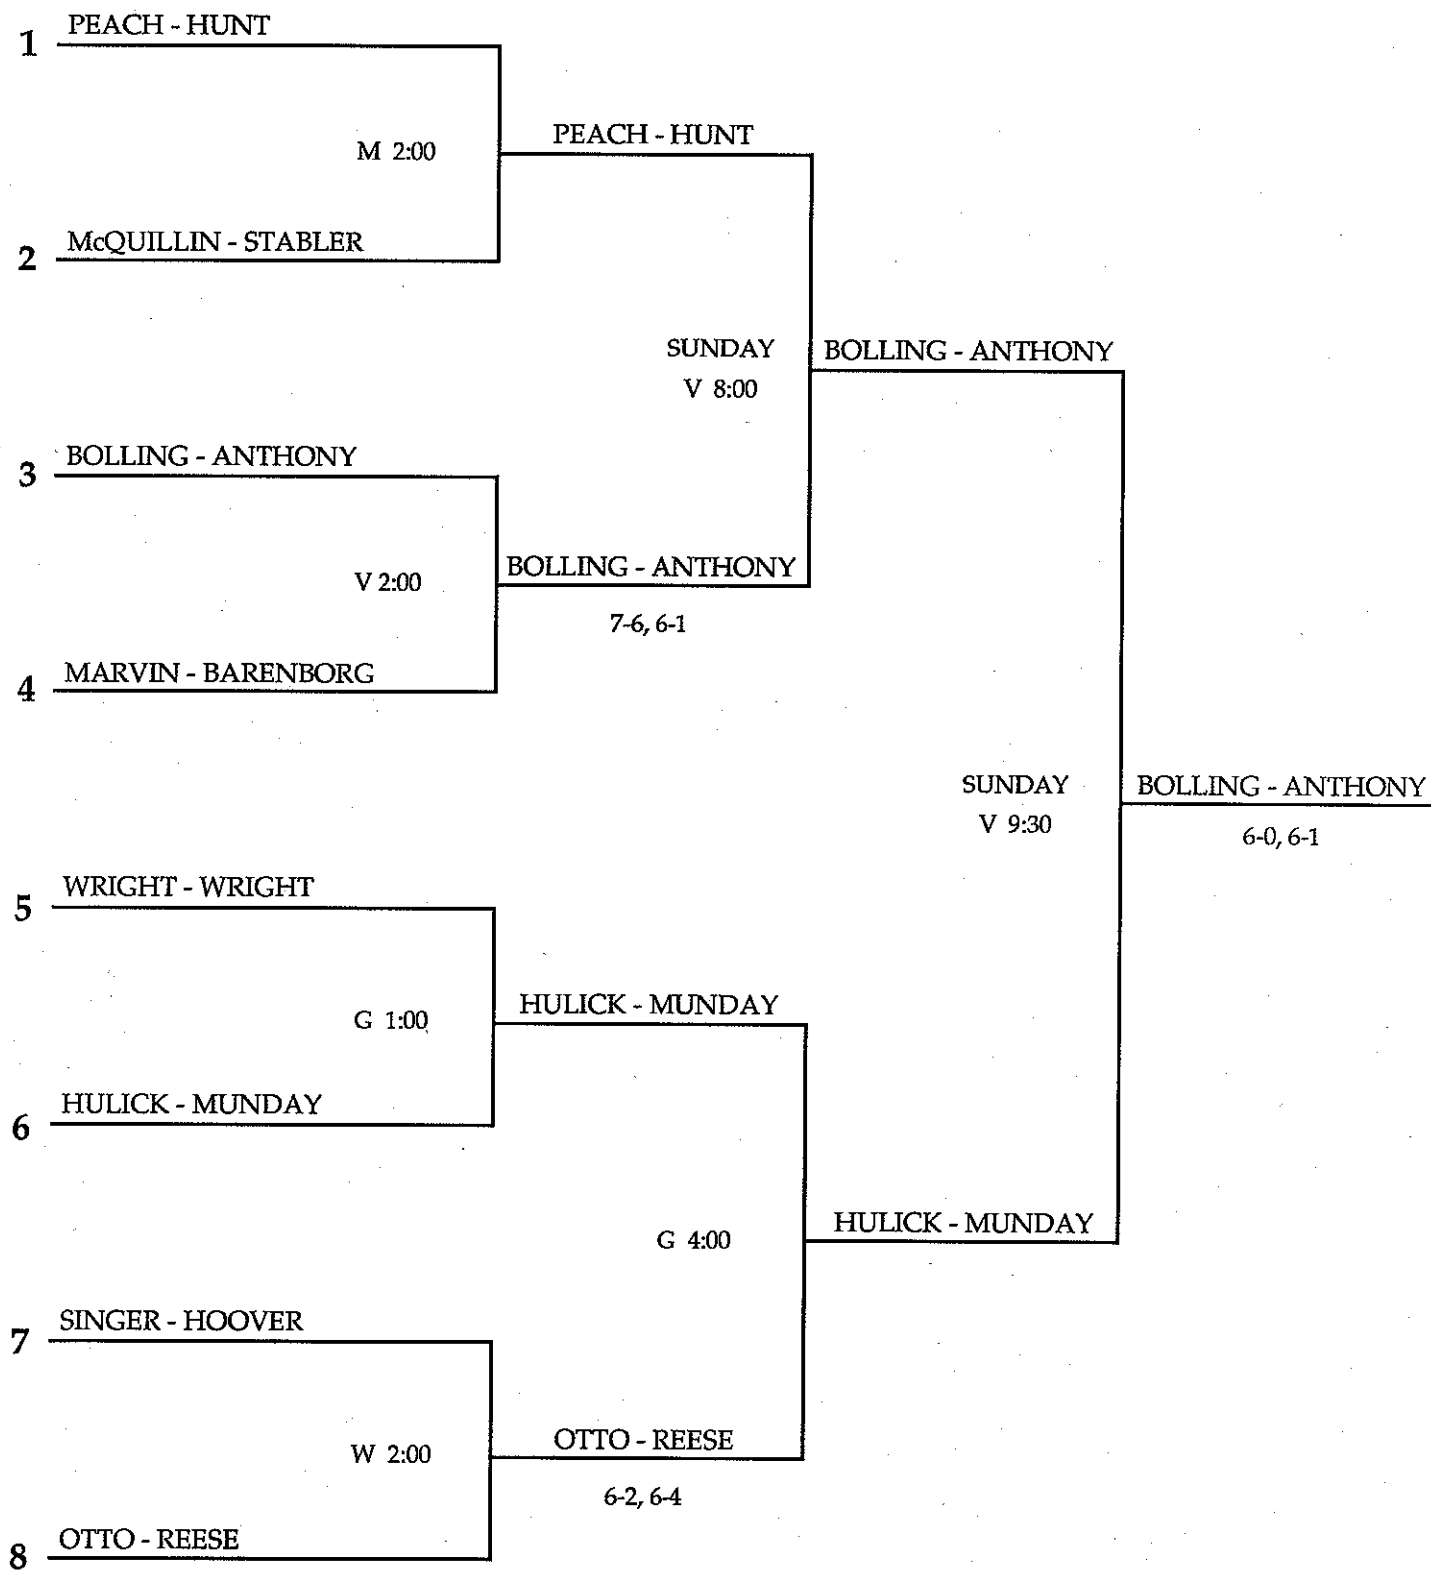 1 PEACH - HUNT
M 2:00
PEACH - HUNT
2 McQUILLIN - STABLER
SUNDAY
V 8:00
BOLLING - ANTHONY
3 BOLLING - ANTHONY
V 2:00
BOLLING - ANTHONY
7-6, 6-1
4 MARVIN - BARENBORG
SUNDAY
V 9:30
BOLLING - ANTHONY
6-0, 6-1
5 WRIGHT - WRIGHT
G 1:00
HULICK - MUNDAY
6 HULICK - MUNDAY
G 4:00
HULICK - MUNDAY
7 SINGER - HOOVER
W 2:00
OTTO - REESE
6-2, 6-4
8 OTTO - REESE